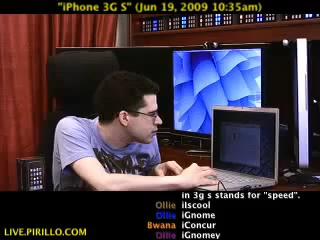 "iPhone 3G S" (Jun 19, 2009 10:35am)
in 3g s stands for "speed".
Ollie iIscool
Ollie iGnome
Bwana iConcur
Ollie iGnomey
LIVE.PIRILLO.COM